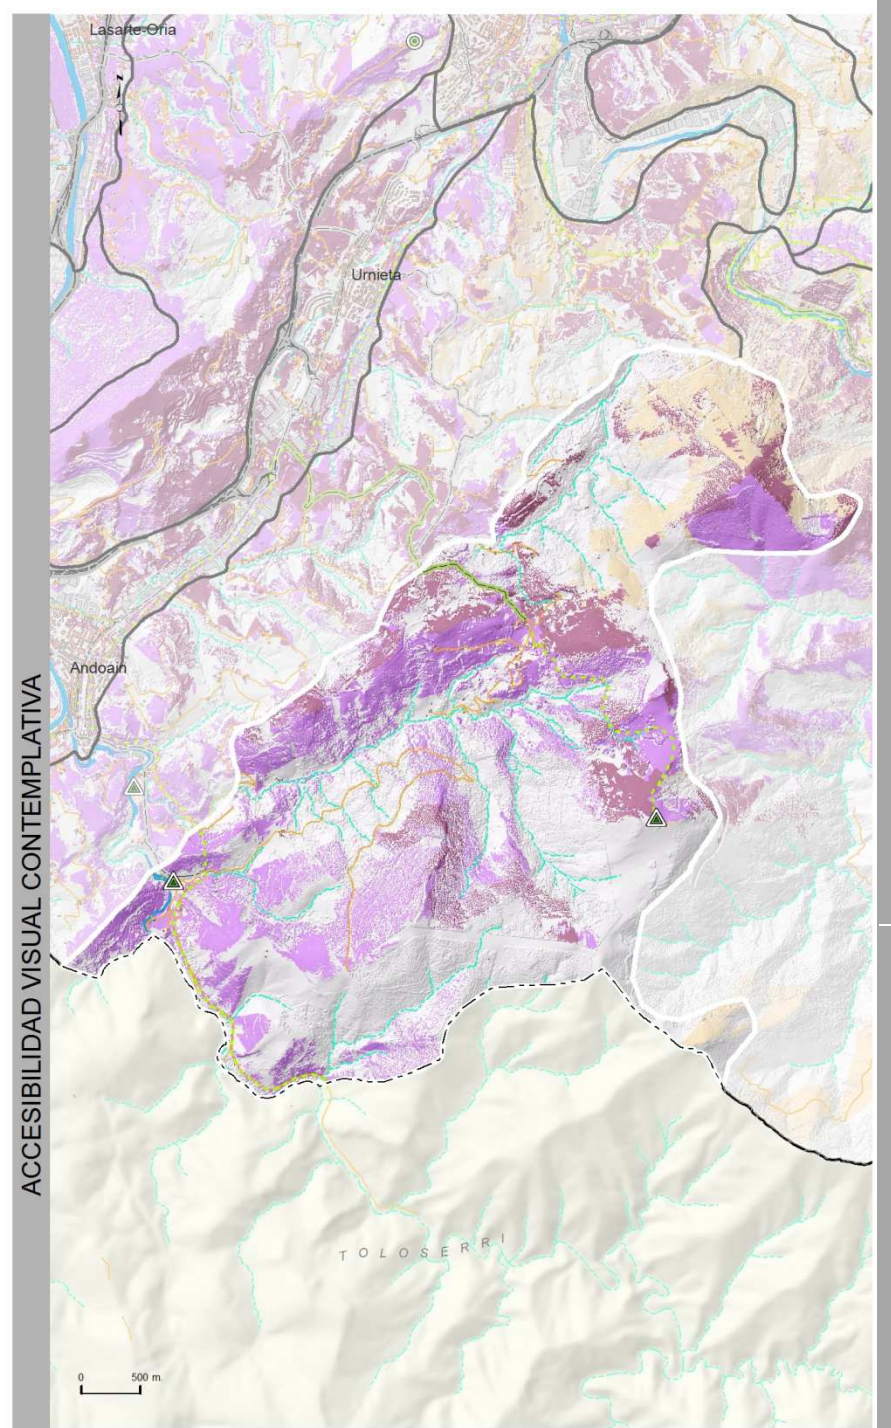 Lasarte-Oria
Urnieta
Andoain
ACCESIBILIDAD VISUAL CONTEMPLATIVA
TOLOSERRI
0 500 m.